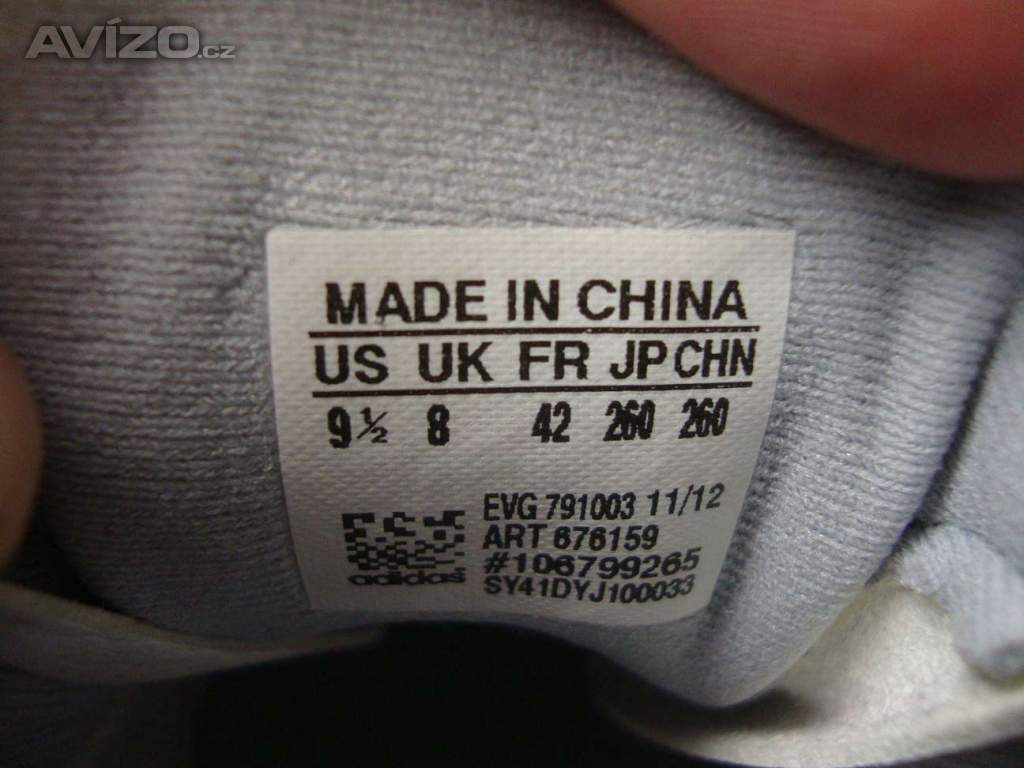 AVÍZO.cz
MADE IN CHINA
US UK FR JP CHN
9½ 8 42 260 260
EVG 791003 11/12
ART 676159
#106799265
SY41DYJ100033
adidas